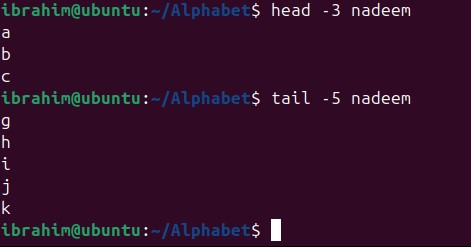 ibrahim@ubuntu:~/Alphabet$ head -3 nadeem
a
b
c
ibrahim@ubuntu:~/Alphabet$ tail -5 nadeem
g
h
i
j
k
ibrahim@ubuntu:~/Alphabet$